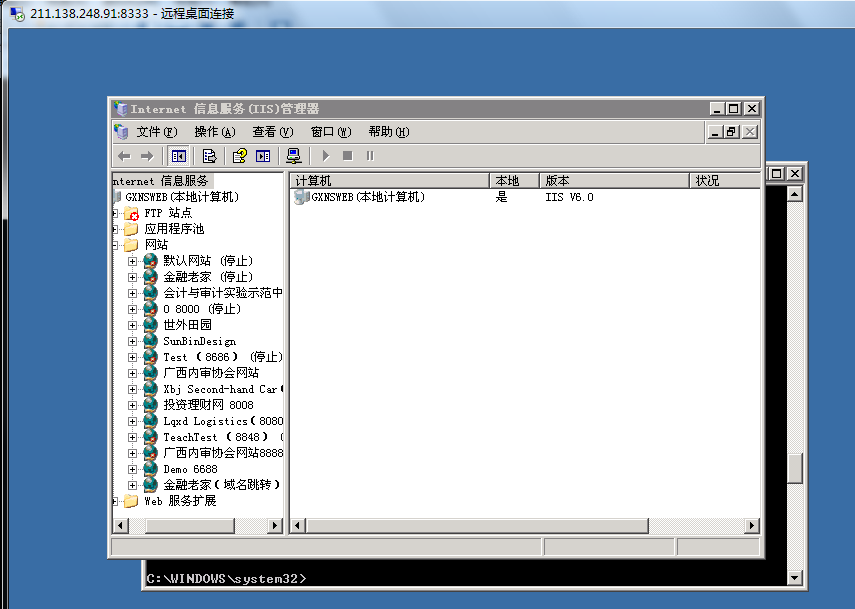 211.138.248.91:8333 - 远程桌面连接
Internet 信息服务(IIS)管理器
文件(F) 操作(A) 查看(V) 窗口(W) 帮助(H)
nternet 信息服务
GXNSWEB(本地计算机)
FTP 站点
应用程序池
网站
默认网站 (停止)
金融老家 (停止)
会计与审计实验示范中
O 8000 (停止)
世外田园
SunBinDesign
Test (8686) (停止)
广西内审协会网站
Xbj Second-hand Car(
投资理财网 8008
Lqxd Logistics(8080
TeachTest (8848) (
广西内审协会网站8888
Demo 6688
金融老家(域名跳转)
Web 服务扩展
计算机 本地 版本 状况
GXNSWEB(本地计算机) 是 IIS V6.0
C:\WINDOWS\system32>